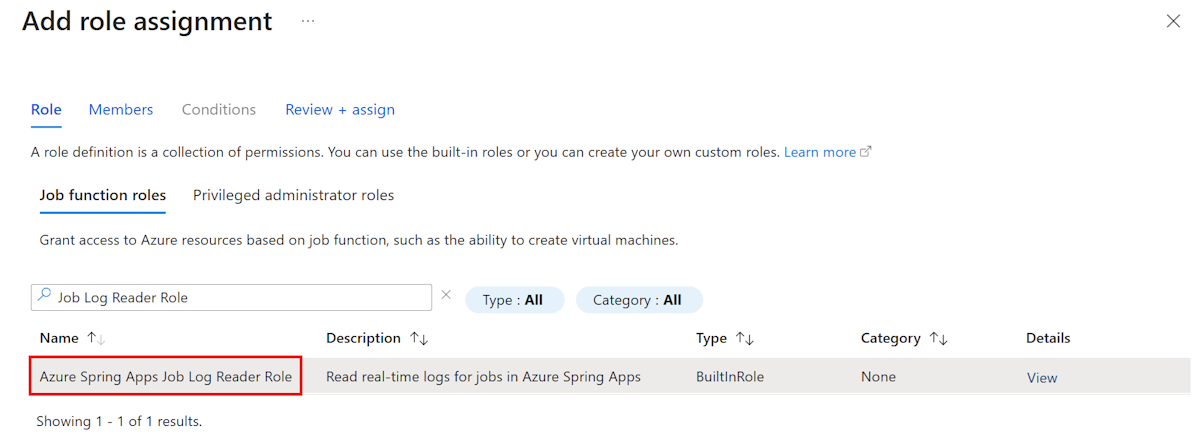 Add role assignment ...
Role Members Conditions Review + assign
A role definition is a collection of permissions. You can use the built-in roles or you can create your own custom roles. Learn more
Job function roles Privileged administrator roles
Grant access to Azure resources based on job function, such as the ability to create virtual machines.
Job Log Reader Role Type : All Category : All
Name Description Type Category Details
Azure Spring Apps Job Log Reader Role Read real-time logs for jobs in Azure Spring Apps BuiltInRole None View
Showing 1 - 1 of 1 results.